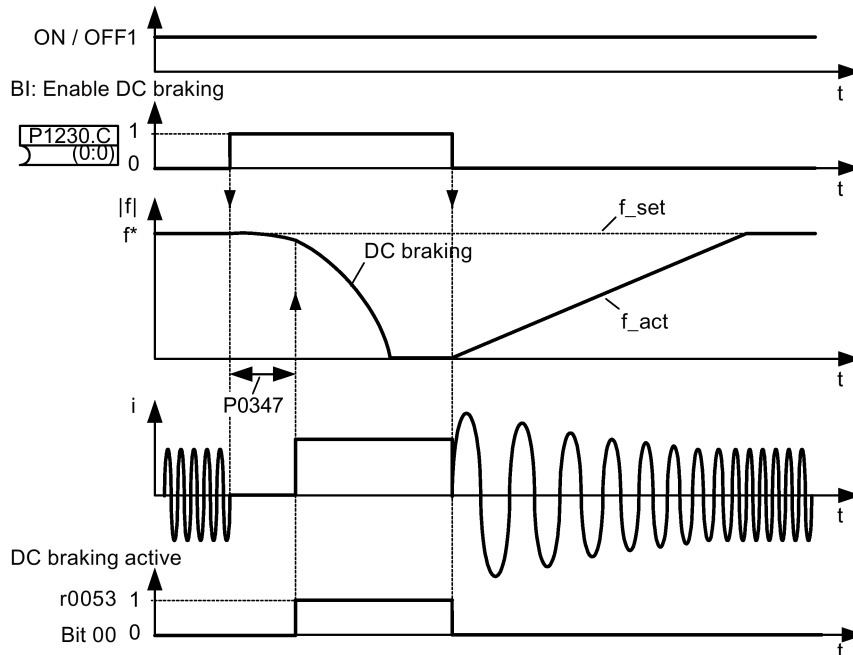 ON / OFF1
t
BI: Enable DC braking
P1230.C
(0:0)
1
0
t
|f|
f*
f_set
DC braking
f_act
t
P0347
i
t
DC braking active
r0053 1
Bit 00 0
t